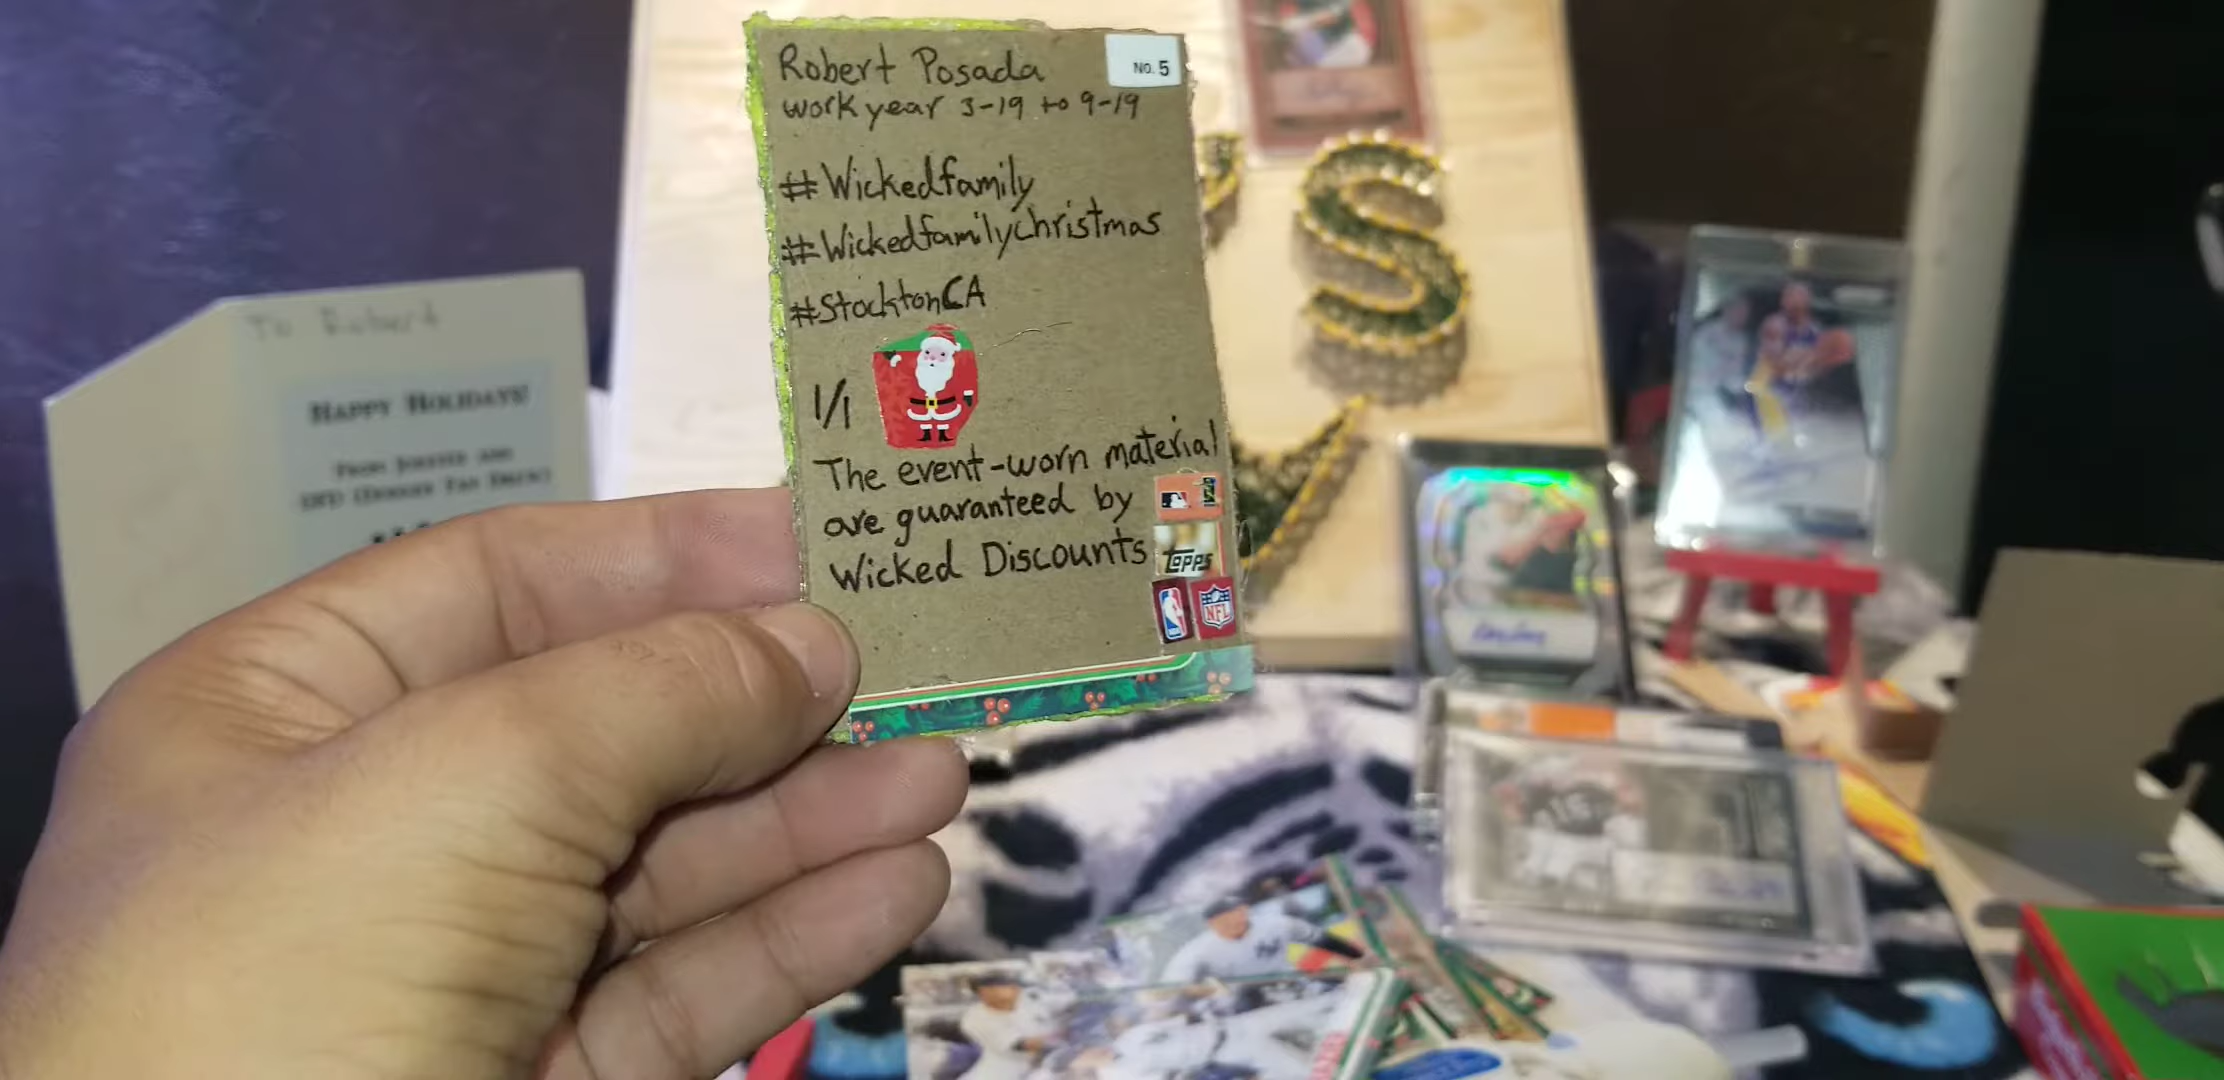 Robert Posada
No. 5
work year 3-19 to 9-19
#Wickedfamily
#Wickedfamilychristmas
#StocktonCA
1/1
The event-worn material
are guaranteed by
Wicked Discounts
topps
NFL
To Robert
Happy Holidays!
S
15